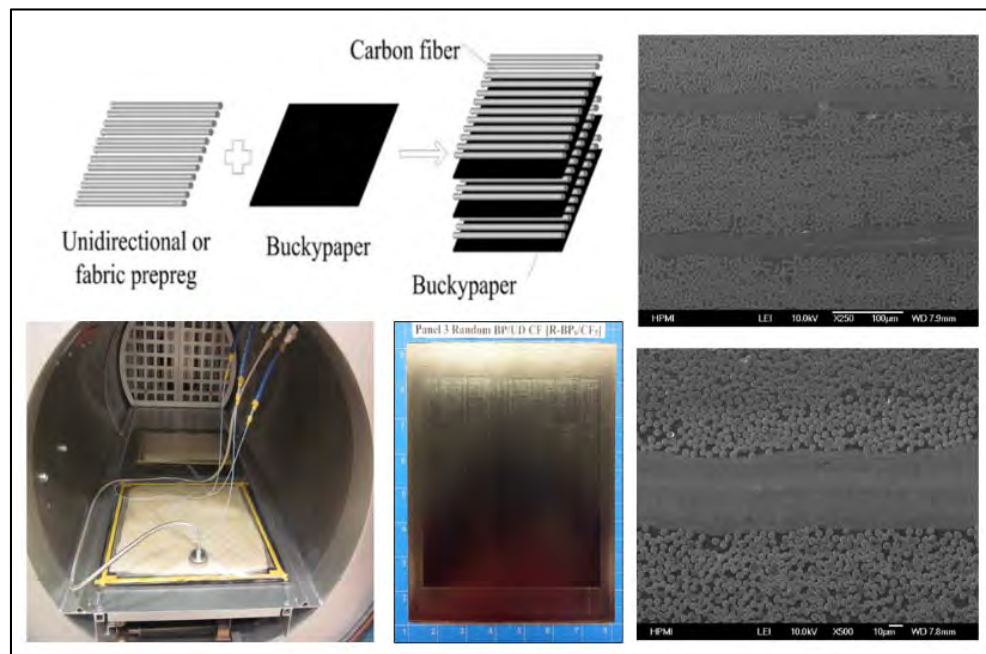 Carbon fiber
Unidirectional or
fabric prepreg
Buckypaper
Buckypaper
HPMI LEI 10.0kV X250 100µm WD 7.9mm
Panel 3 Random BP/UD CF
HPMI LEI 10.0kV X500 10µm WD 7.8mm